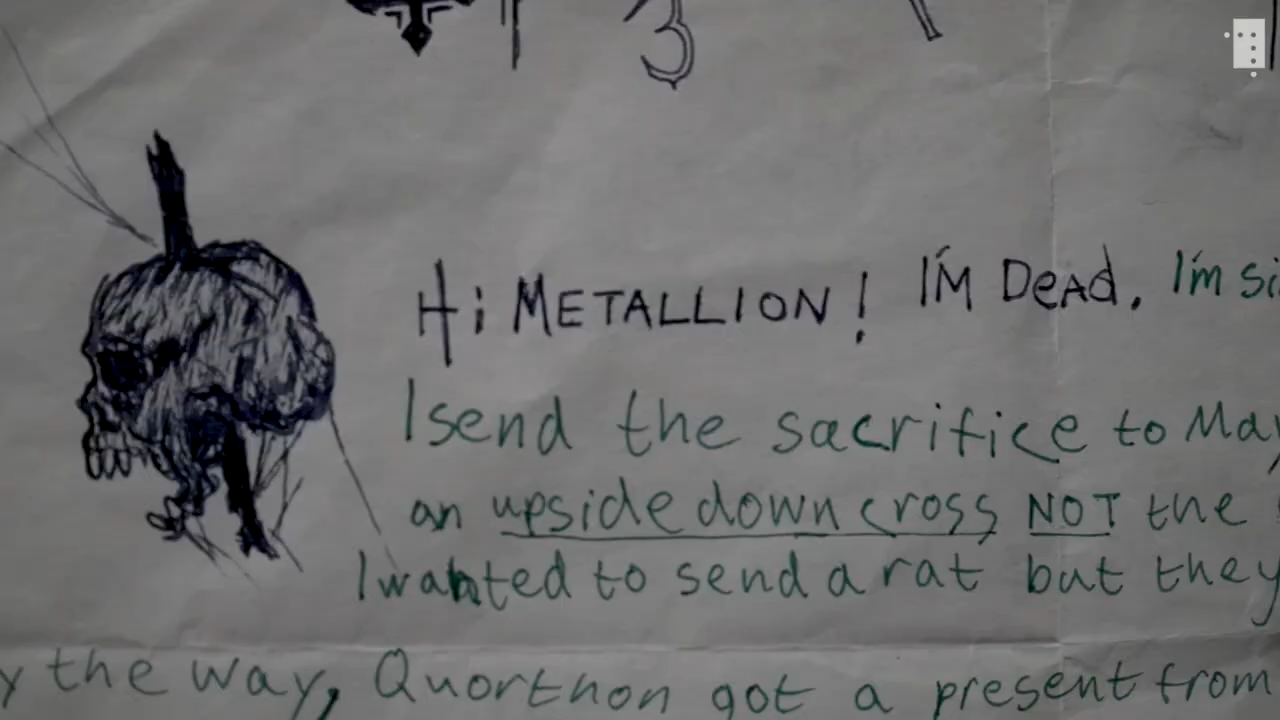 3
Hi METALLION! I'M DeAd. I'm
I send the sacrifice to
an upside down cross NOT the
I wanted to send a rat but they
the way, Quorthon got a present from